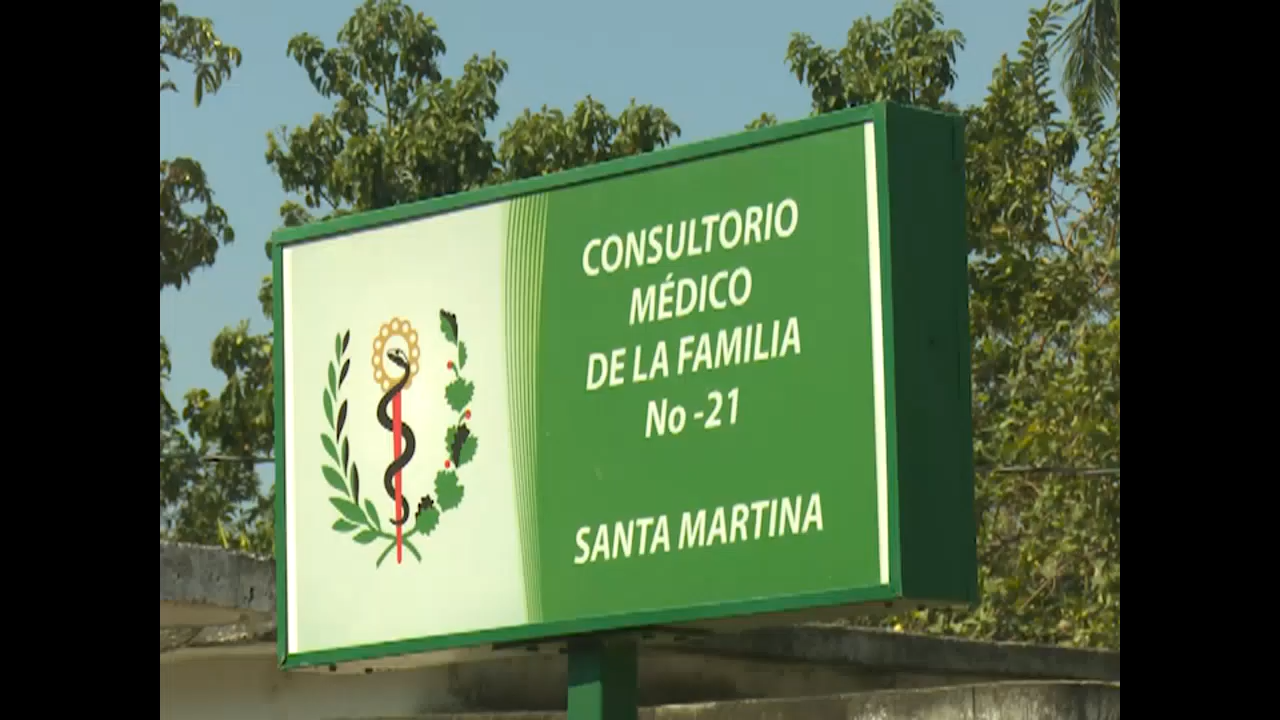 CONSULTORIO
MÉDICO
DE LA FAMILIA
No -21
SANTA MARTINA